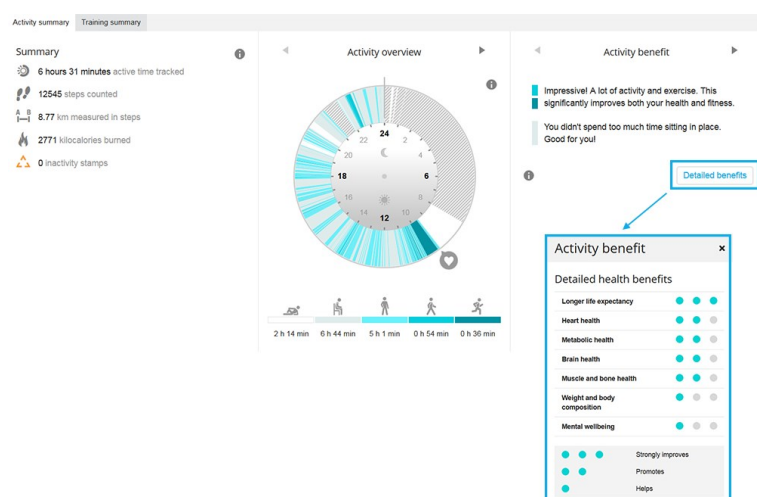 Activity summary
Training summary
Summary
6 hours 31 minutes active time tracked
12545 steps counted
A B
8.77 km measured in steps
2771 kilocalories burned
0 inactivity stamps
Activity overview
24
22 2
20 4
18 6
16 8
14 10
12
2 h 14 min 6 h 44 min 5 h 1 min 0 h 54 min 0 h 36 min
Activity benefit
Impressive! A lot of activity and exercise. This
significantly improves both your health and fitness.
You didn't spend too much time sitting in place.
Good for you!
Detailed benefits
Activity benefit x
Detailed health benefits
Longer life expectancy
Heart health
Metabolic health
Brain health
Muscle and bone health
Weight and body
composition
Mental wellbeing
Strongly improves
Promotes
Helps